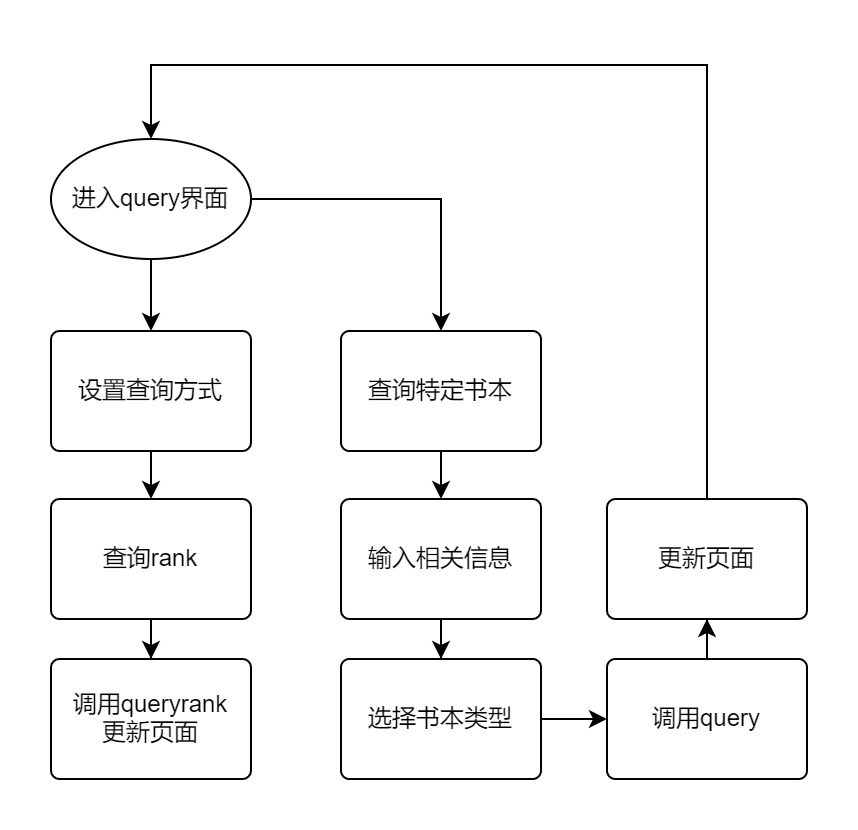 进入query界面
设置查询方式
查询特定书本
查询rank
输入相关信息
更新页面
调用queryrank
更新页面
选择书本类型
调用query